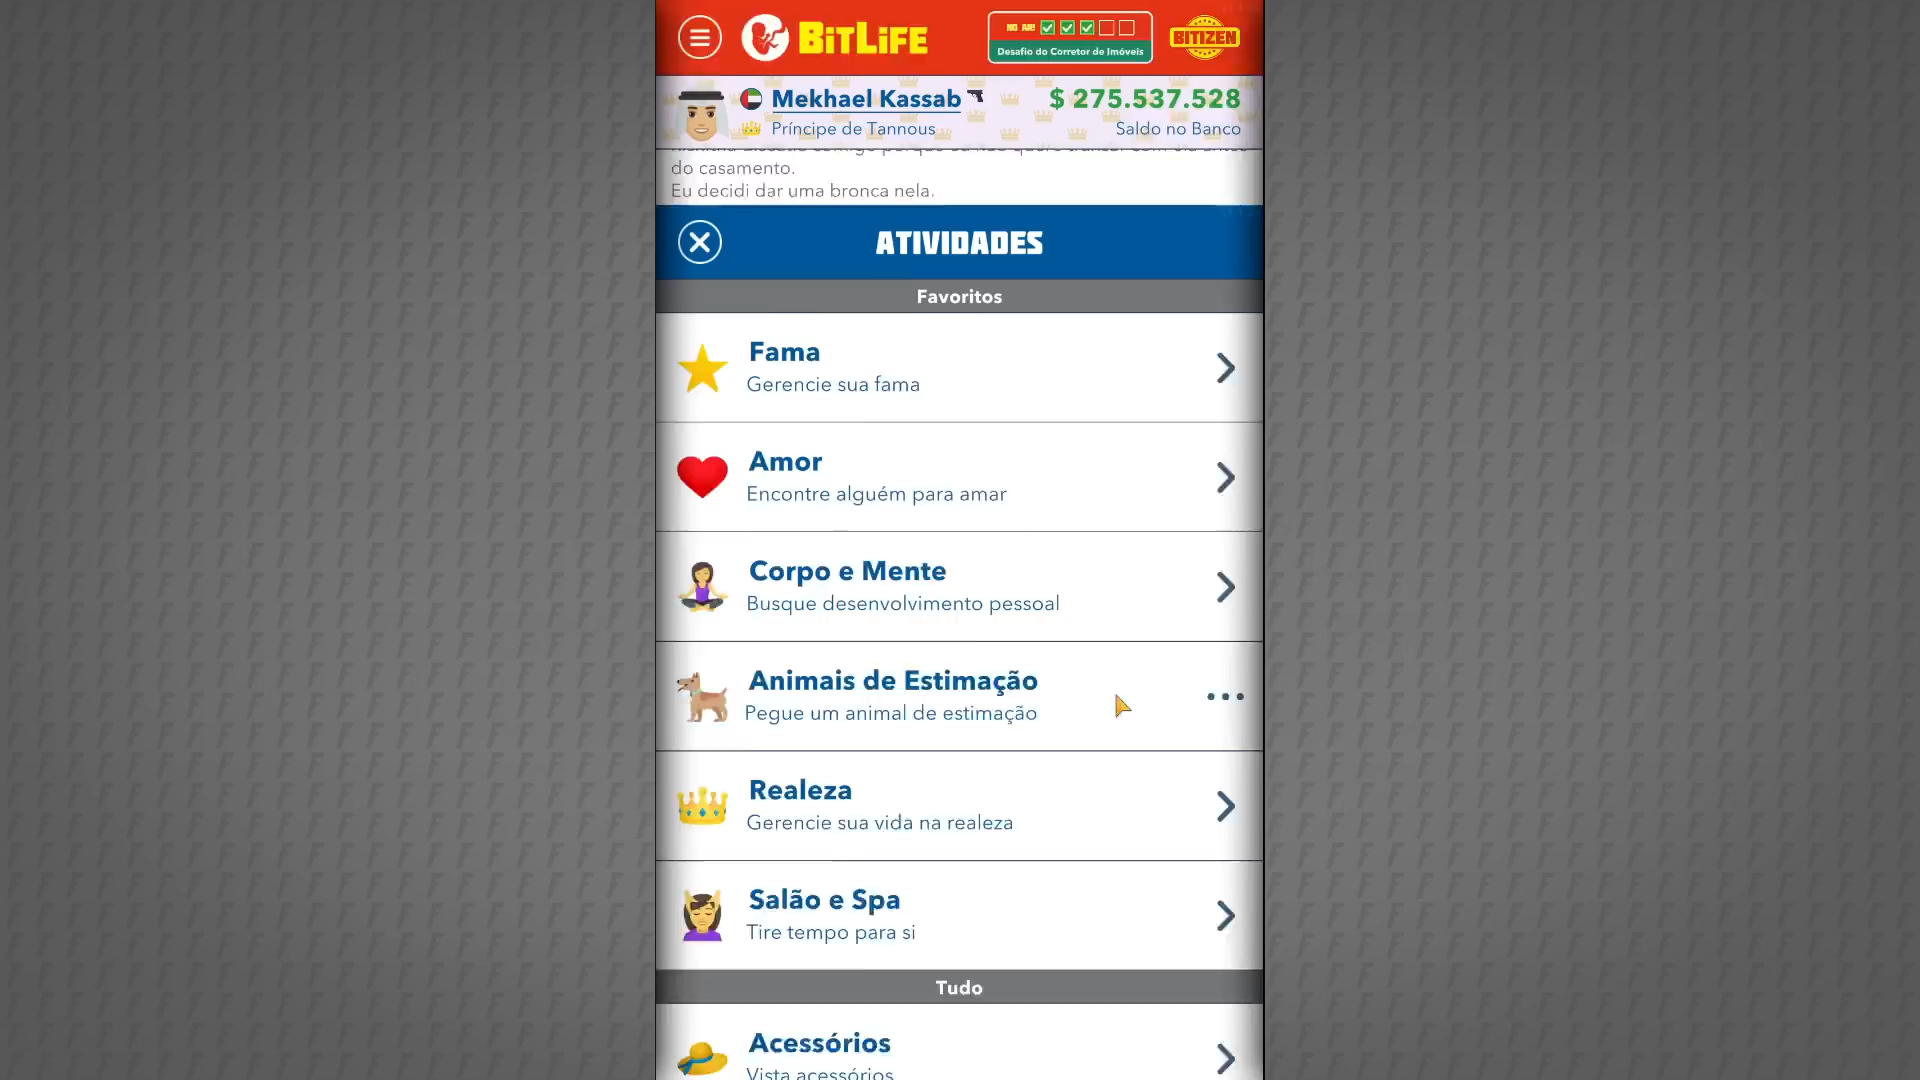 BiTLiFE
NO AR!
Desafio do Corretor de Imóveis
BITIZEN
Mekhael Kassab
$ 275.537.528
Príncipe de Tannous
Saldo no Banco
do casamento.
Eu decidi dar uma bronca nela.
ATIVIDADES
Favoritos
Fama
Gerencie sua fama
Amor
Encontre alguém para amar
Corpo e Mente
Busque desenvolvimento pessoal
Animais de Estimação
Pegue um animal de estimação
Realeza
Gerencie sua vida na realeza
Salão e Spa
Tire tempo para si
Tudo
Acessórios
Vista acessórios